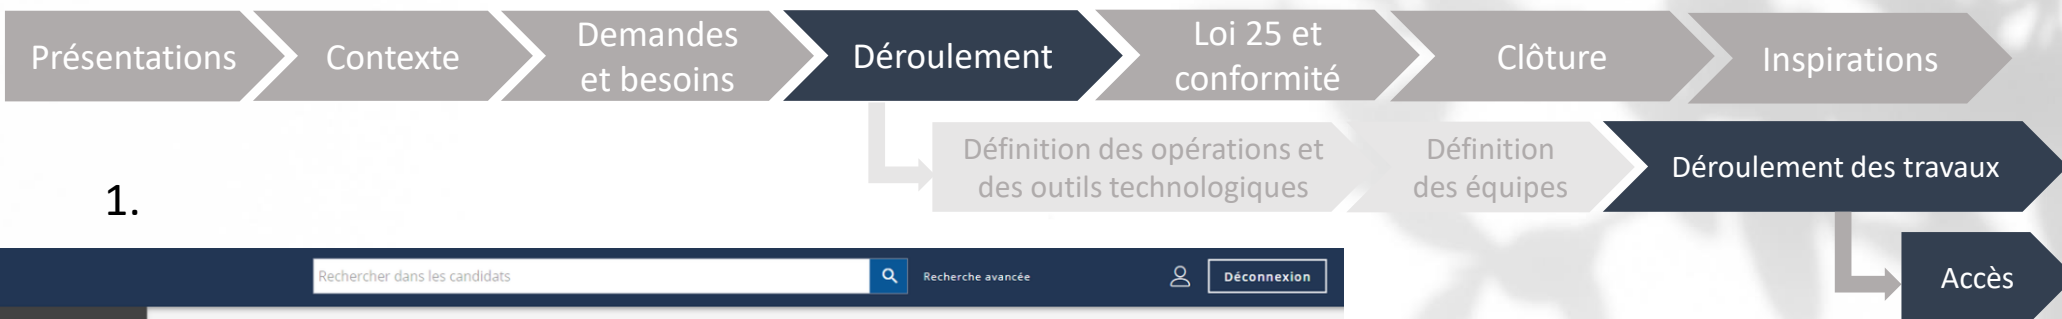 Présentations
Contexte
Demandes
et besoins
Déroulement
Loi 25 et
conformité
Clôture
Inspirations
Définition des opérations et
des outils technologiques
Définition
des équipes
Déroulement des travaux
1.
Rechercher dans les candidats
Recherche avancée
Déconnexion
Accès